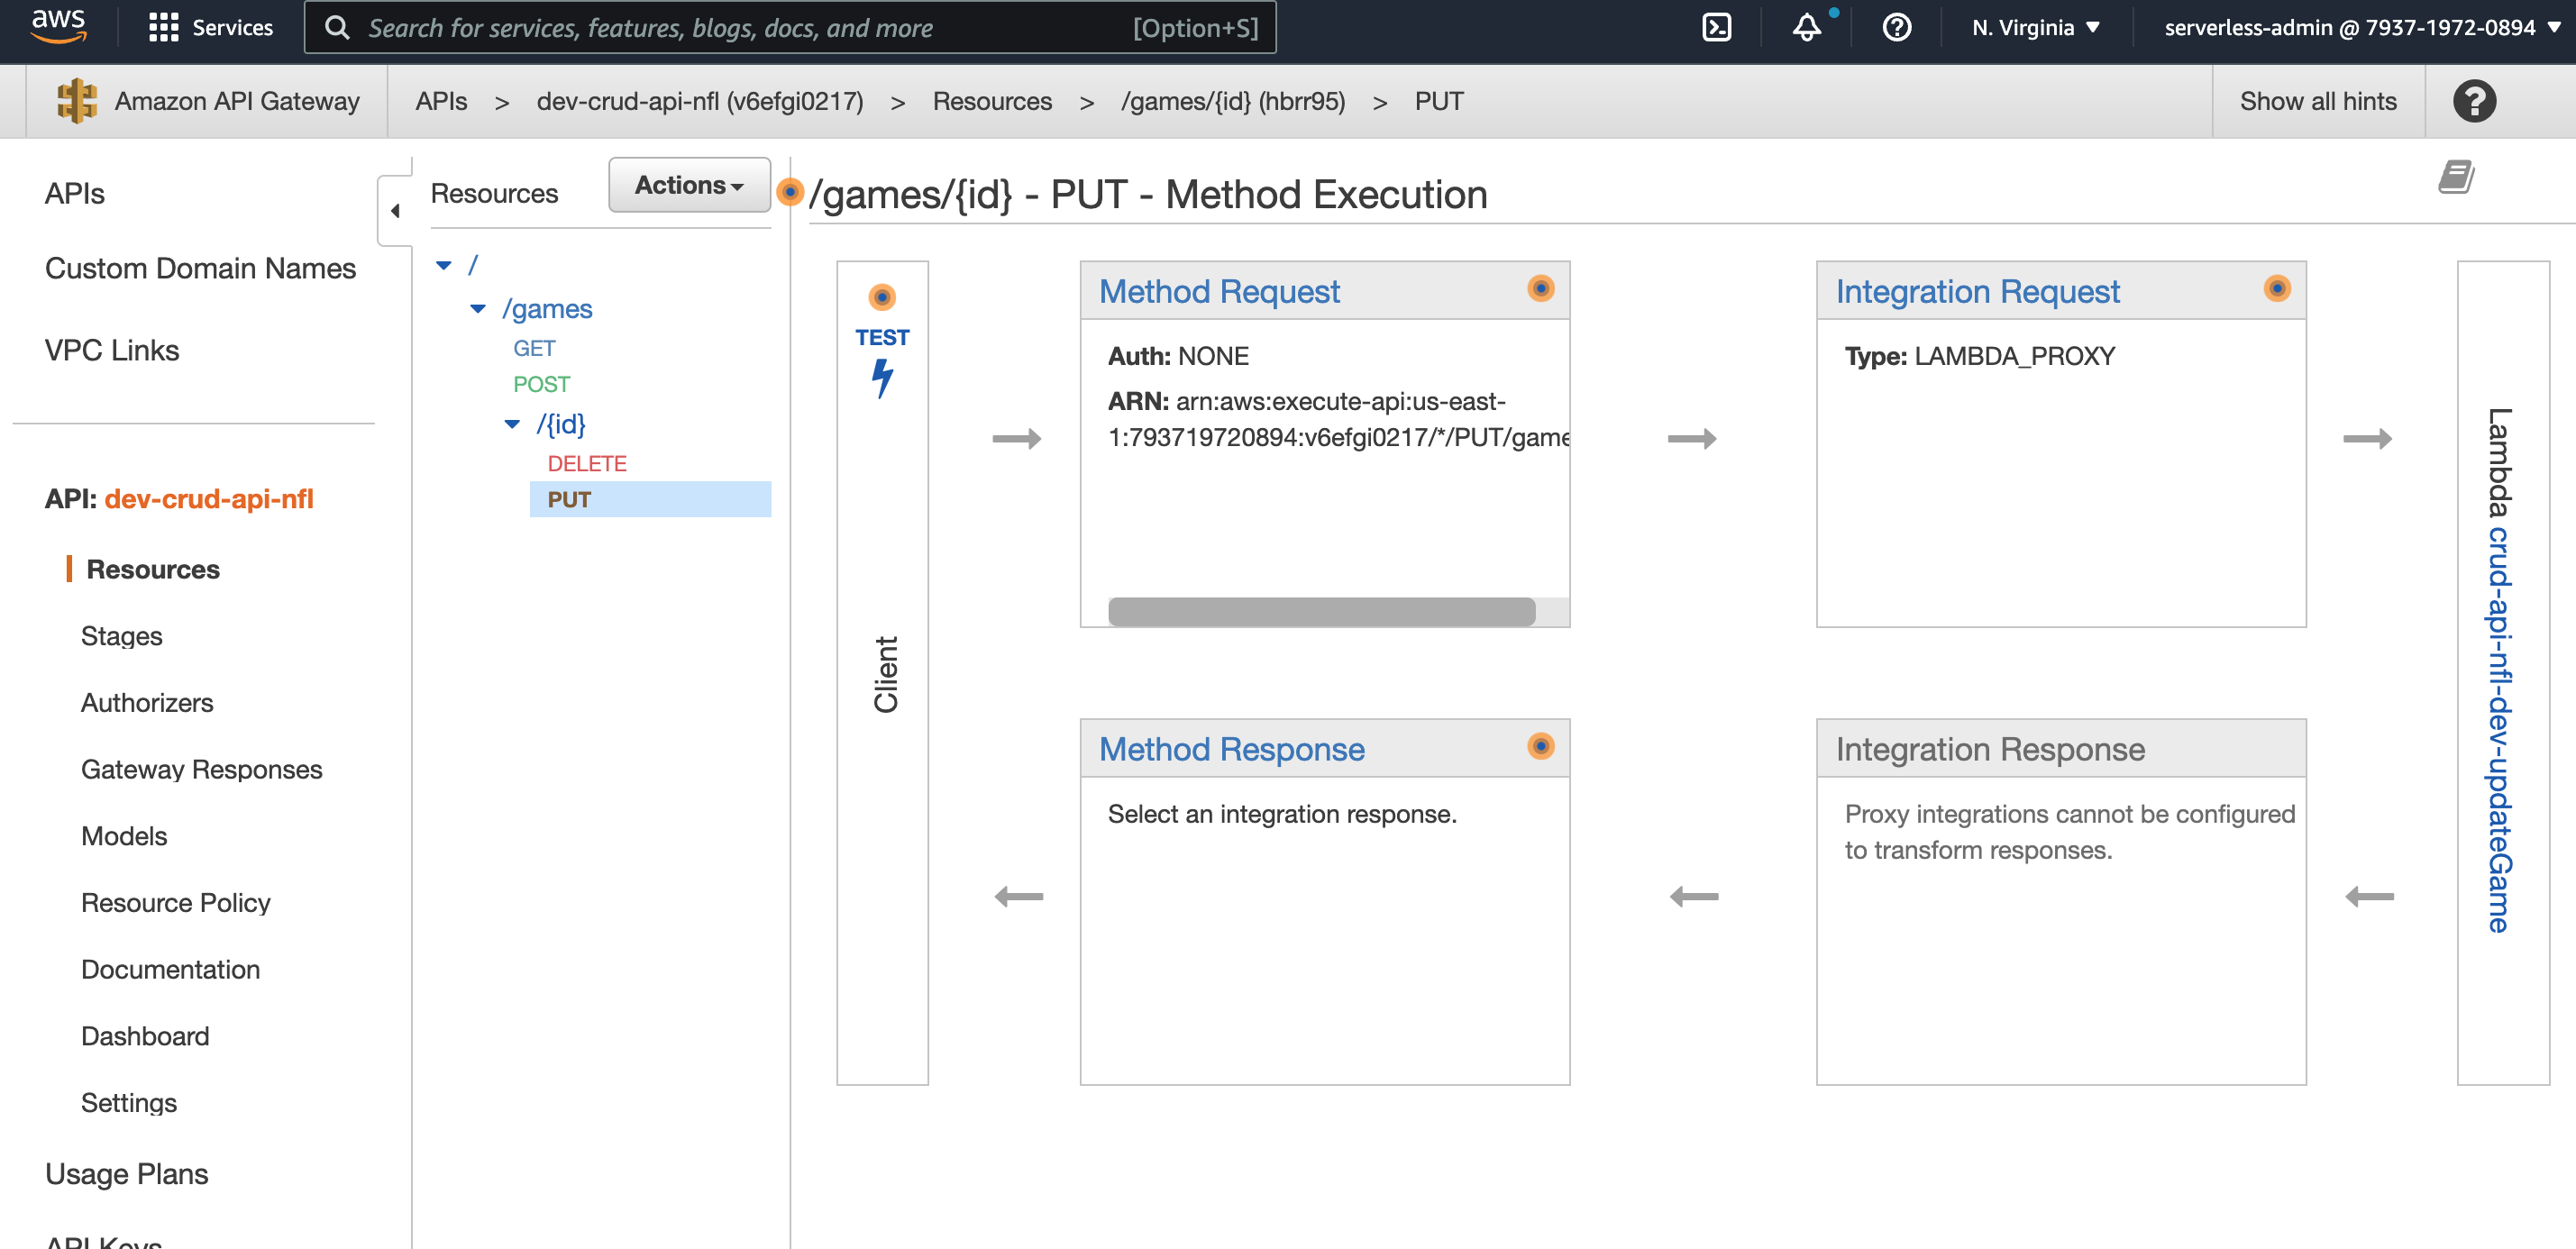 aws
Services
Search for services, features, blogs, docs, and more
[Option+S]
N. Virginia ▼
serverless-admin @ 7937-1972-0894 ▼
Amazon API Gateway
APIs > dev-crud-api-nfl (v6efgi0217) > Resources > /games/{id} (hbrr95) > PUT
Show all hints
?
APIs
Custom Domain Names
VPC Links
API: dev-crud-api-nfl
Resources
Stages
Authorizers
Gateway Responses
Models
Resource Policy
Documentation
Dashboard
Settings
Usage Plans
API Keys
Resources
Actions
/
/games
GET
POST
/{id}
DELETE
PUT
/games/{id} - PUT - Method Execution
TEST
Client
Method Request
Auth: NONE
ARN: arn:aws:execute-api:us-east-
1:793719720894:v6efgi0217/*/PUT/game
Integration Request
Type: LAMBDA_PROXY
Method Response
Select an integration response.
Integration Response
Proxy integrations cannot be configured
to transform responses.
Lambda crud-api-nfl-dev-updateGame